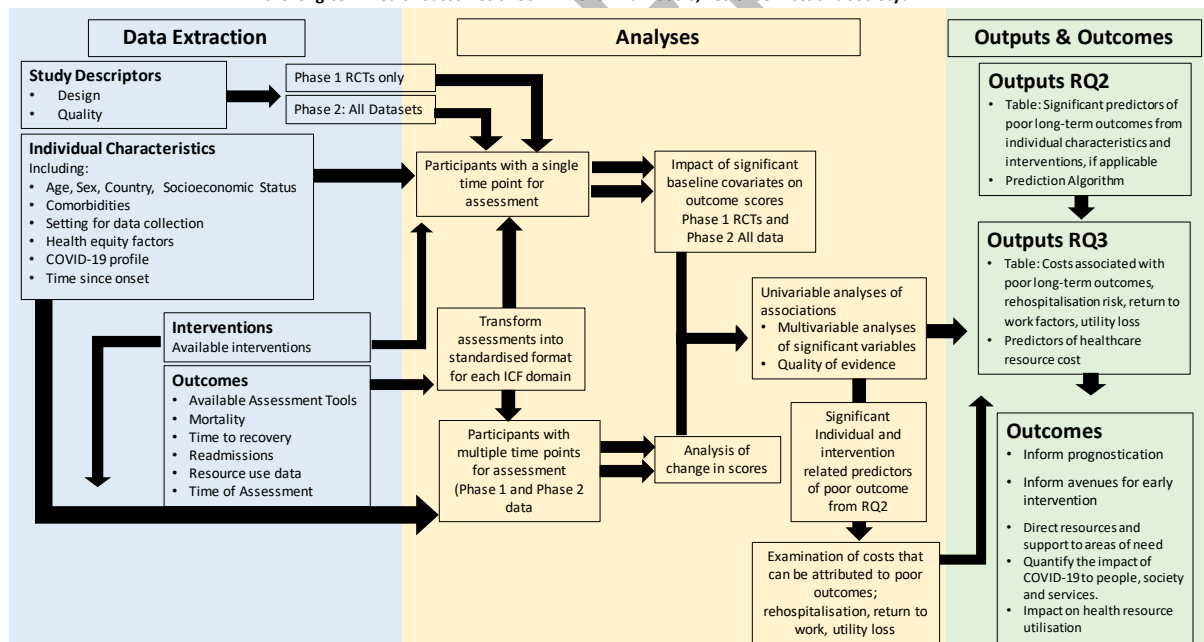 Data Extraction
Analyses
Outputs & Outcomes
Study Descriptors
• Design
• Quality
Phase 1 RCTs only
Phase 2: All Datasets
Individual Characteristics
Including:
• Age, Sex, Country, Socioeconomic Status
• Comorbidities
• Setting for data collection
• Health equity factors
• COVID-19 profile
• Time since onset
Interventions
Available interventions
Outcomes
• Available Assessment Tools
• Mortality
• Time to recovery
• Readmissions
• Resource use data
• Time of Assessment
Participants with a single
time point for
assessment
Transform
assessments into
standardised format
for each ICF domain
Participants with
multiple time points
for assessment
(Phase 1 and Phase 2
data
Impact of significant
baseline covariates on
outcome scores
Phase 1 RCTs and
Phase 2 All data
Analysis of
change in scores
Univariable analyses of
associations
• Multivariable analyses
of significant variables
• Quality of evidence
Significant
Individual and
intervention
related predictors
of poor outcome
from RQ2
Examination of costs that
can be attributed to poor
outcomes;
rehospitalisation, return to
work, utility loss
Outputs RQ2
• Table: Significant predictors of
poor long-term outcomes from
individual characteristics and
interventions, if applicable
• Prediction Algorithm
Outputs RQ3
• Table: Costs associated with
poor long-term outcomes,
rehospitalisation risk, return to
work factors, utility loss
• Predictors of healthcare
resource cost
Outcomes
• Inform prognostication
• Inform avenues for early
intervention
• Direct resources and
support to areas of need
• Quantify the impact of
COVID-19 to people, society
and services.
• Impact on health resource
utilisation